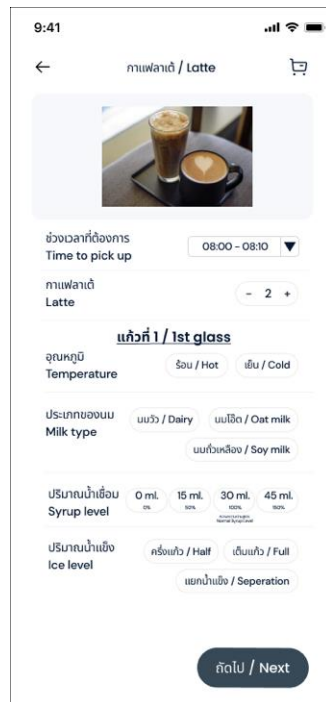 9:41
กาแฟลาเต้ / Latte
ช่วงเวลาที่ต้องการ
Time to pick up
08:00 - 08:10
กาแฟลาเต้
Latte
- 2 +
แก้วที่ 1 / 1st glass
อุณหภูมิ
Temperature
ร้อน / Hot
เย็น / Cold
ประเภทของนม
Milk type
นมวัว / Dairy
นมโอ๊ต / Oat milk
นมถั่วเหลือง / Soy milk
ปริมาณน้ำเชื่อม
Syrup level
0 ml.
0%
15 ml.
50%
30 ml.
100%
45 ml.
150%
Normal Syrup Level
ปริมาณน้ำแข็ง
Ice level
ครึ่งแก้ว / Half
เต็มแก้ว / Full
แยกน้ำแข็ง / Seperation
ถัดไป / Next